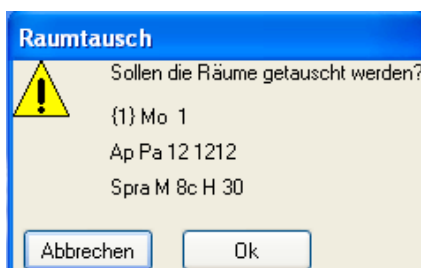 Raumtausch
Sollen die Räume getauscht werden?
{1} Mo 1
Ap Pa 12 1212
Spra M 8c H 30
Abbrechen Ok